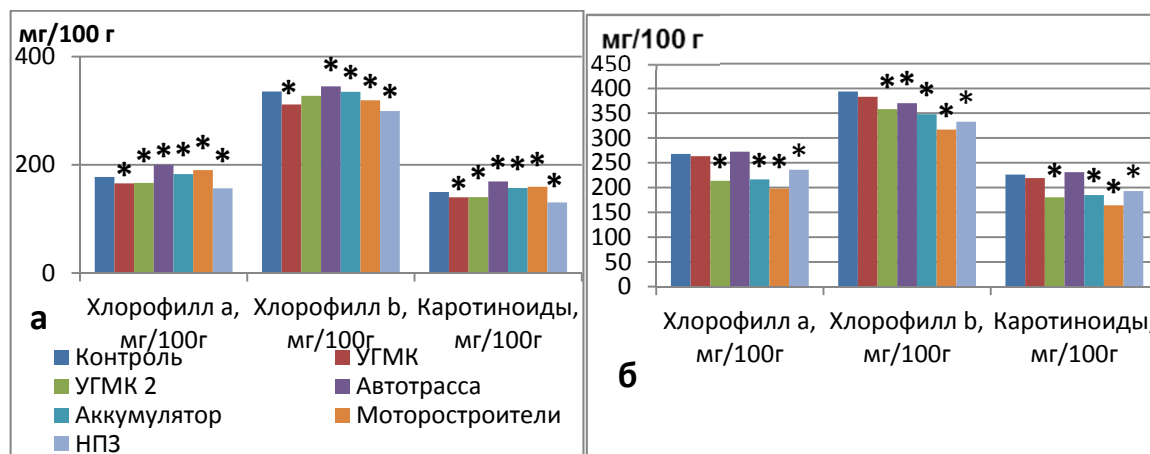 мг/100 г
400
200
0
* * * * * *
* * * * *
* * * * * *
Хлорофилл a, Хлорофилл b, Каротиноиды,
мг/100г мг/100г мг/100г
а
Контроль УГМК
УГМК 2 Автотрасса
Аккумулятор Моторостроители
НПЗ
мг/100 г
450
400
350
300
250
200
150
100
50
0
* * * *
* * * * *
* * * *
Хлорофилл a, Хлорофилл b, Каротиноиды,
мг/100г мг/100г мг/100г
б